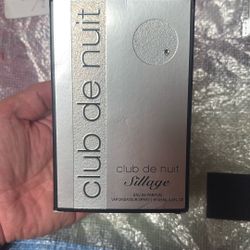 club de nuit
club de nuit
Sillage
EAU DE PARFUM